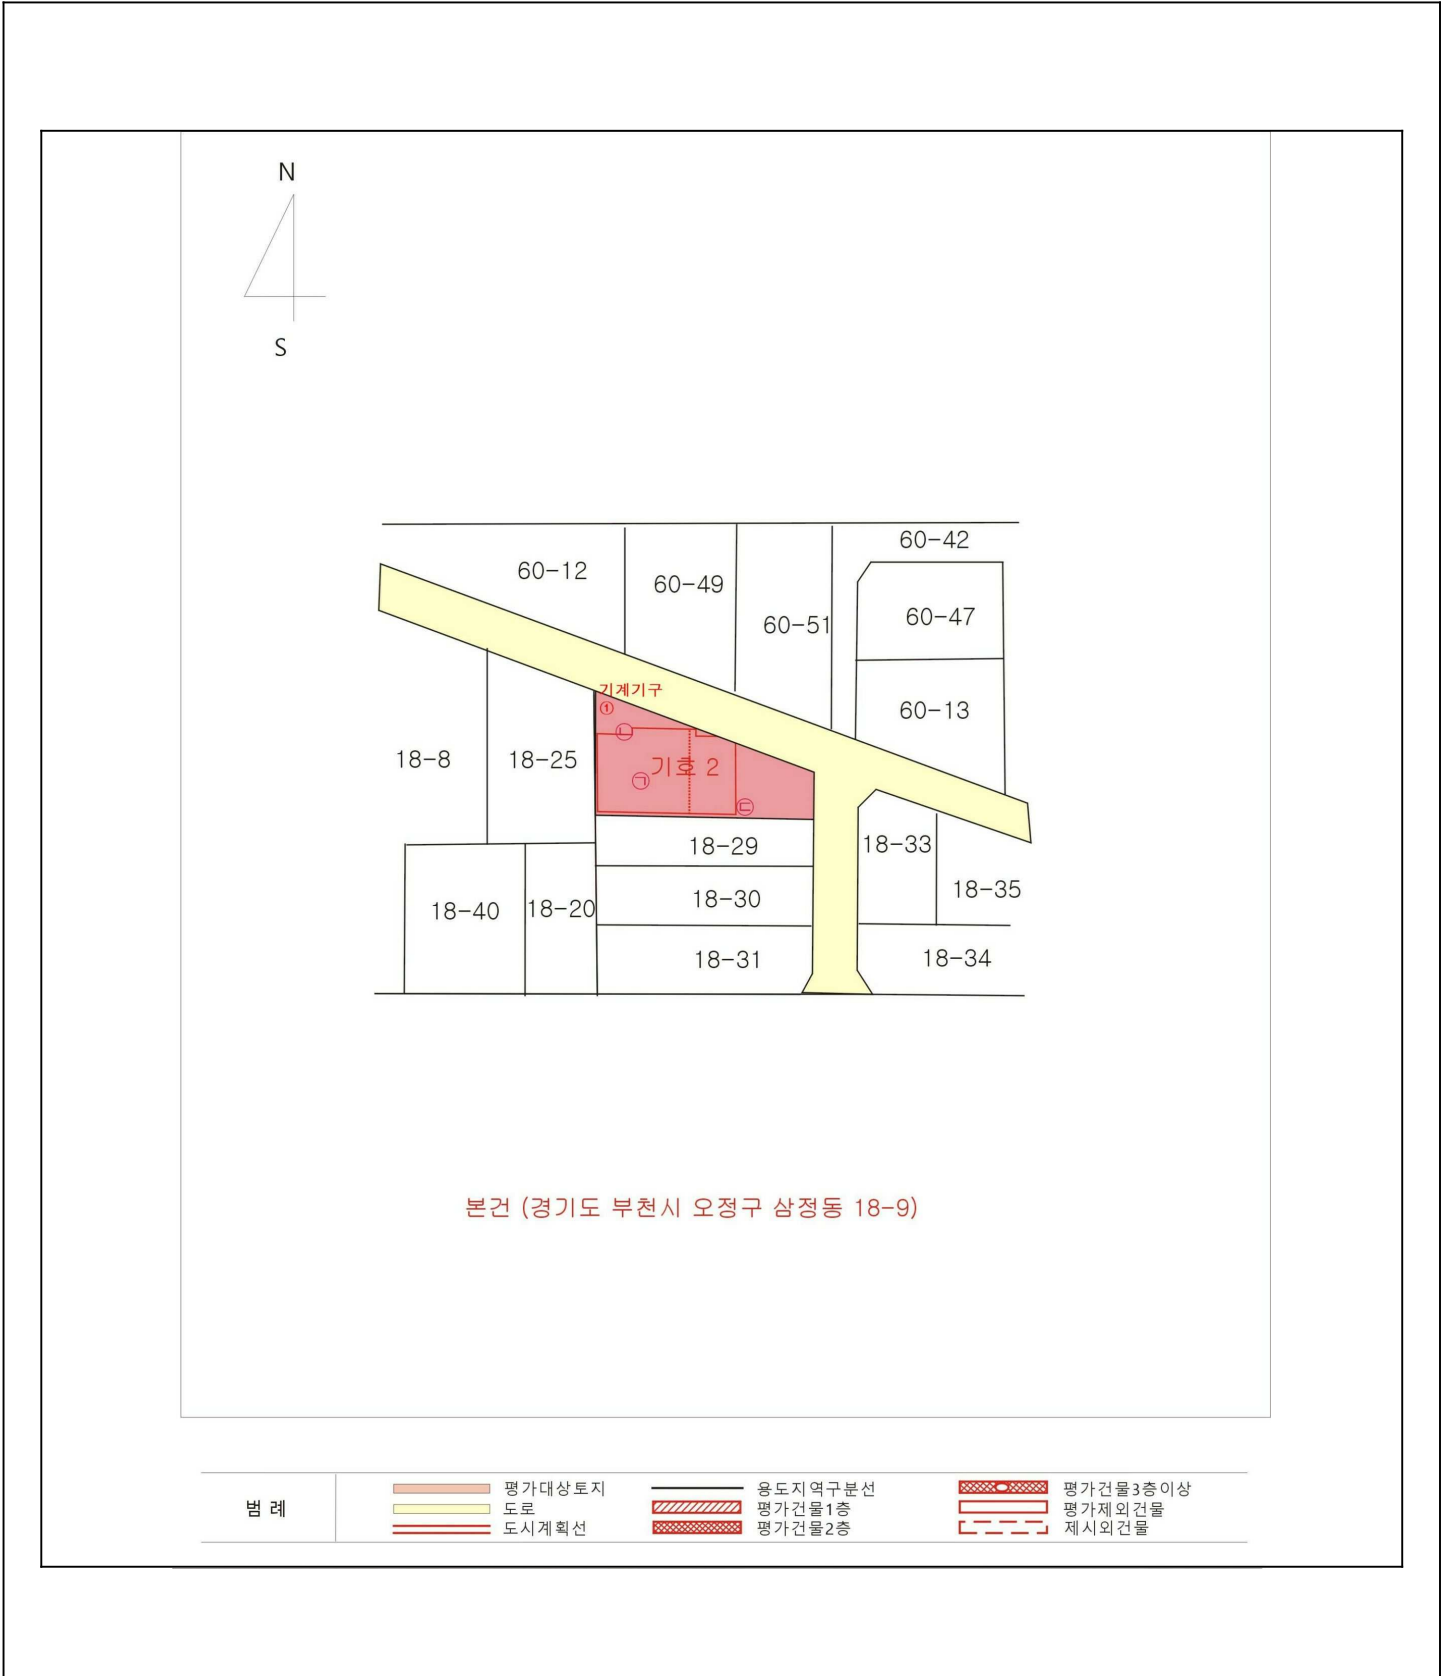 N
S
60-42
60-12
60-49
60-47
60-51
기계기구
①
60-13
㉡
18-8
18-25
기호 2
㉠
㉢
18-29
18-33
18-35
18-30
18-40
18-20
18-31
18-34
본건 (경기도 부천시 오정구 삼정동 18-9)
범 례
평가대상토지
용도지역구분선
평가건물3층이상
도로
평가건물1층
평가제외건물
도시계획선
평가건물2층
제시외건물